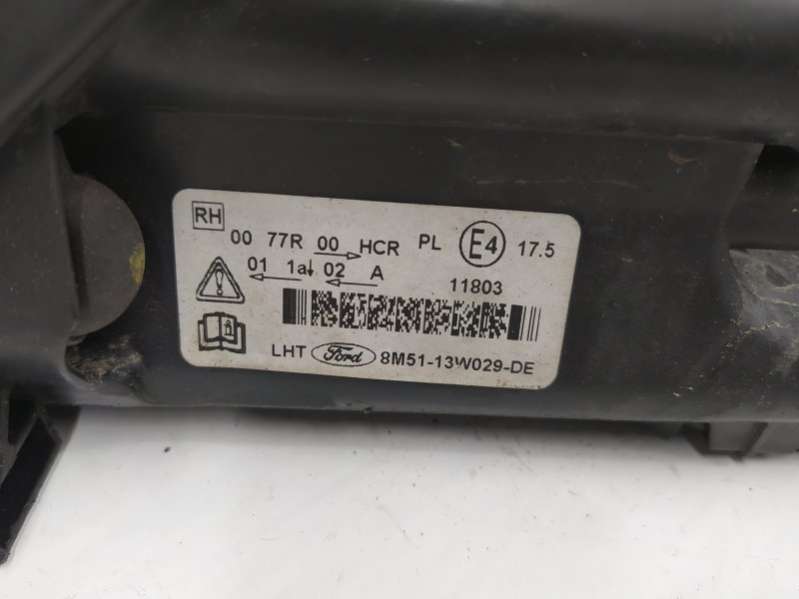 RH
00 77R 00 HCR PL E4 17.5
01 1a 02 A
11803
LHT Ford 8M51-13W029-DE